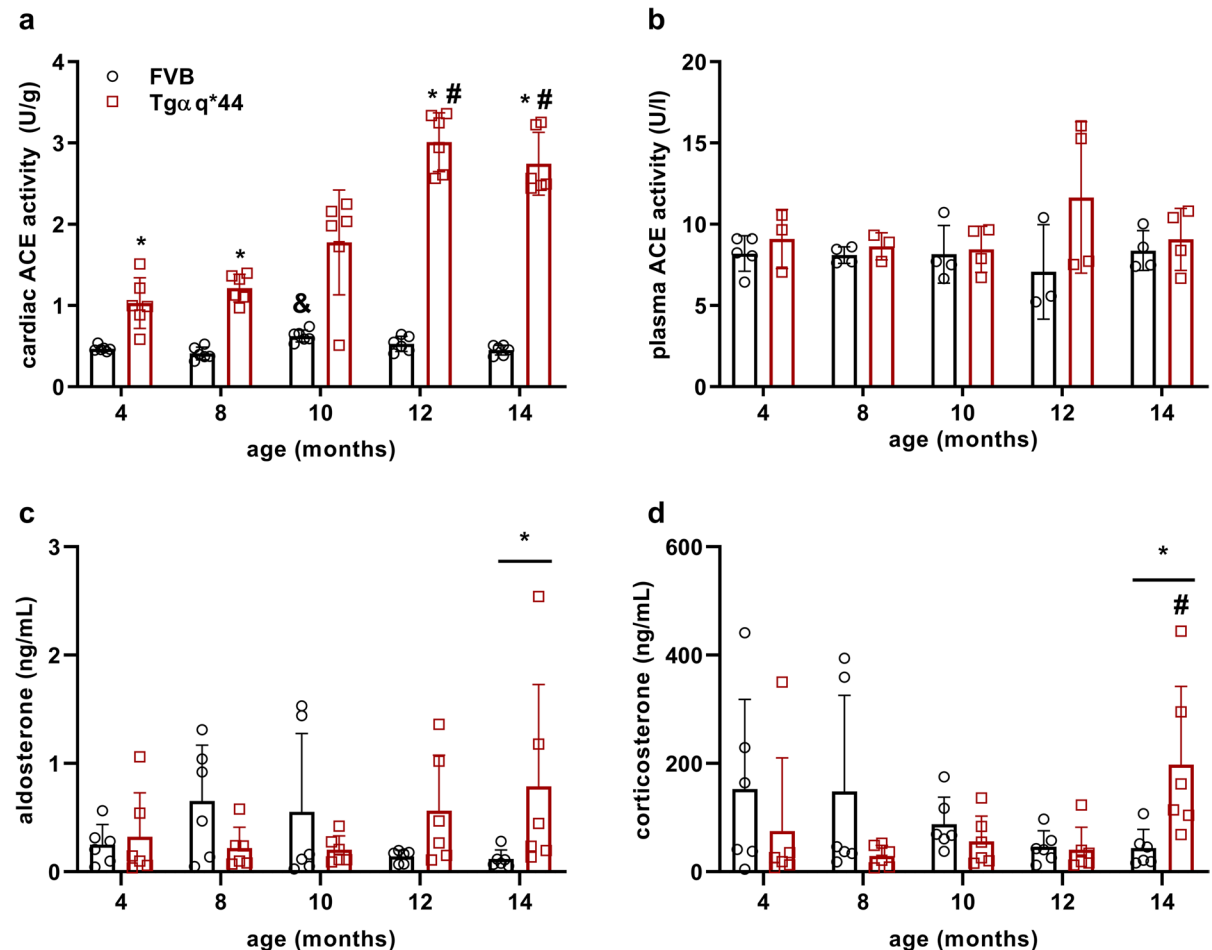 a
cardiac ACE activity (U/g)
4
3
2
1
0
FVB
Tgα q*44
*
*
&
* #
* #
4 8 10 12 14
age (months)
b
plasma ACE activity (U/l)
20
15
10
5
0
4 8 10 12 14
age (months)
c
aldosterone (ng/mL)
3
2
1
0
*
4 8 10 12 14
age (months)
d
corticosterone (ng/mL)
600
400
200
0
*
#
4 8 10 12 14
age (months)